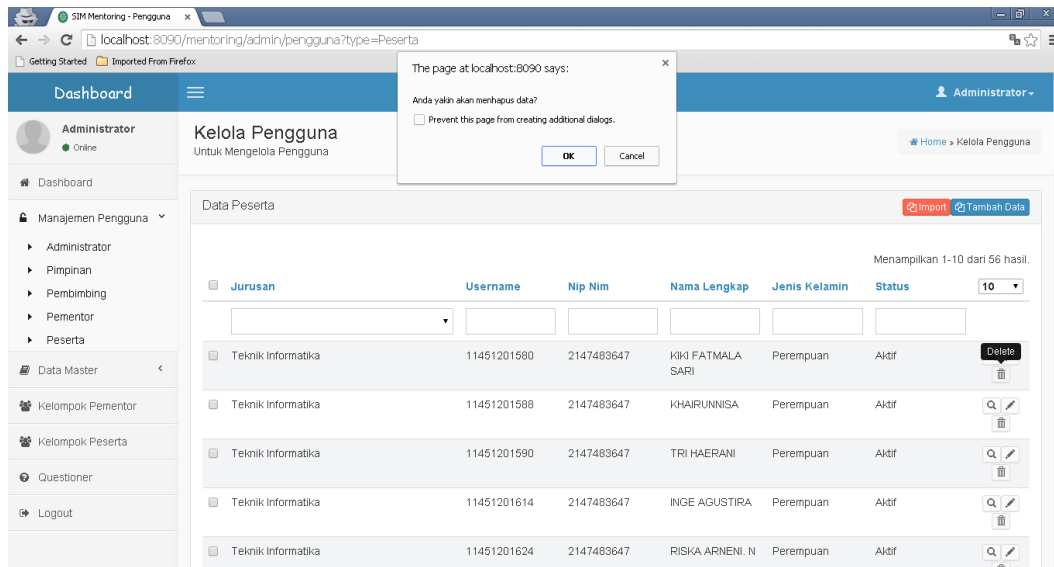 SIM Mentoring - Pengguna
localhost:8090/mentoring/admin/pengguna?type=Peserta
Getting Started Imported From Firefox
The page at localhost:8090 says:
Anda yakin akan menhapus data?
Prevent this page from creating additional dialogs.
OK Cancel
Dashboard
Administrator
Administrator
Online
Kelola Pengguna
Untuk Mengelola Pengguna
Home » Kelola Pengguna
Dashboard
Manajemen Pengguna
Administrator
Pimpinan
Pembimbing
Pementor
Peserta
Data Master
Kelompok Pementor
Kelompok Peserta
Questioner
Logout
Data Peserta
Import Tambah Data
Menampilkan 1-10 dari 56 hasil.
Jurusan Username Nip Nim Nama Lengkap Jenis Kelamin Status 10
Delete
Teknik Informatika 11451201580 2147483647 KIKI FATMALA Perempuan Aktif
SARI
Teknik Informatika 11451201588 2147483647 KHAIRUNNISA Perempuan Aktif
Teknik Informatika 11451201590 2147483647 TRI HAERANI Perempuan Aktif
Teknik Informatika 11451201614 2147483647 INGE AGUSTIRA Perempuan Aktif
Teknik Informatika 11451201624 2147483647 RISKA ARNENI. N Perempuan Aktif